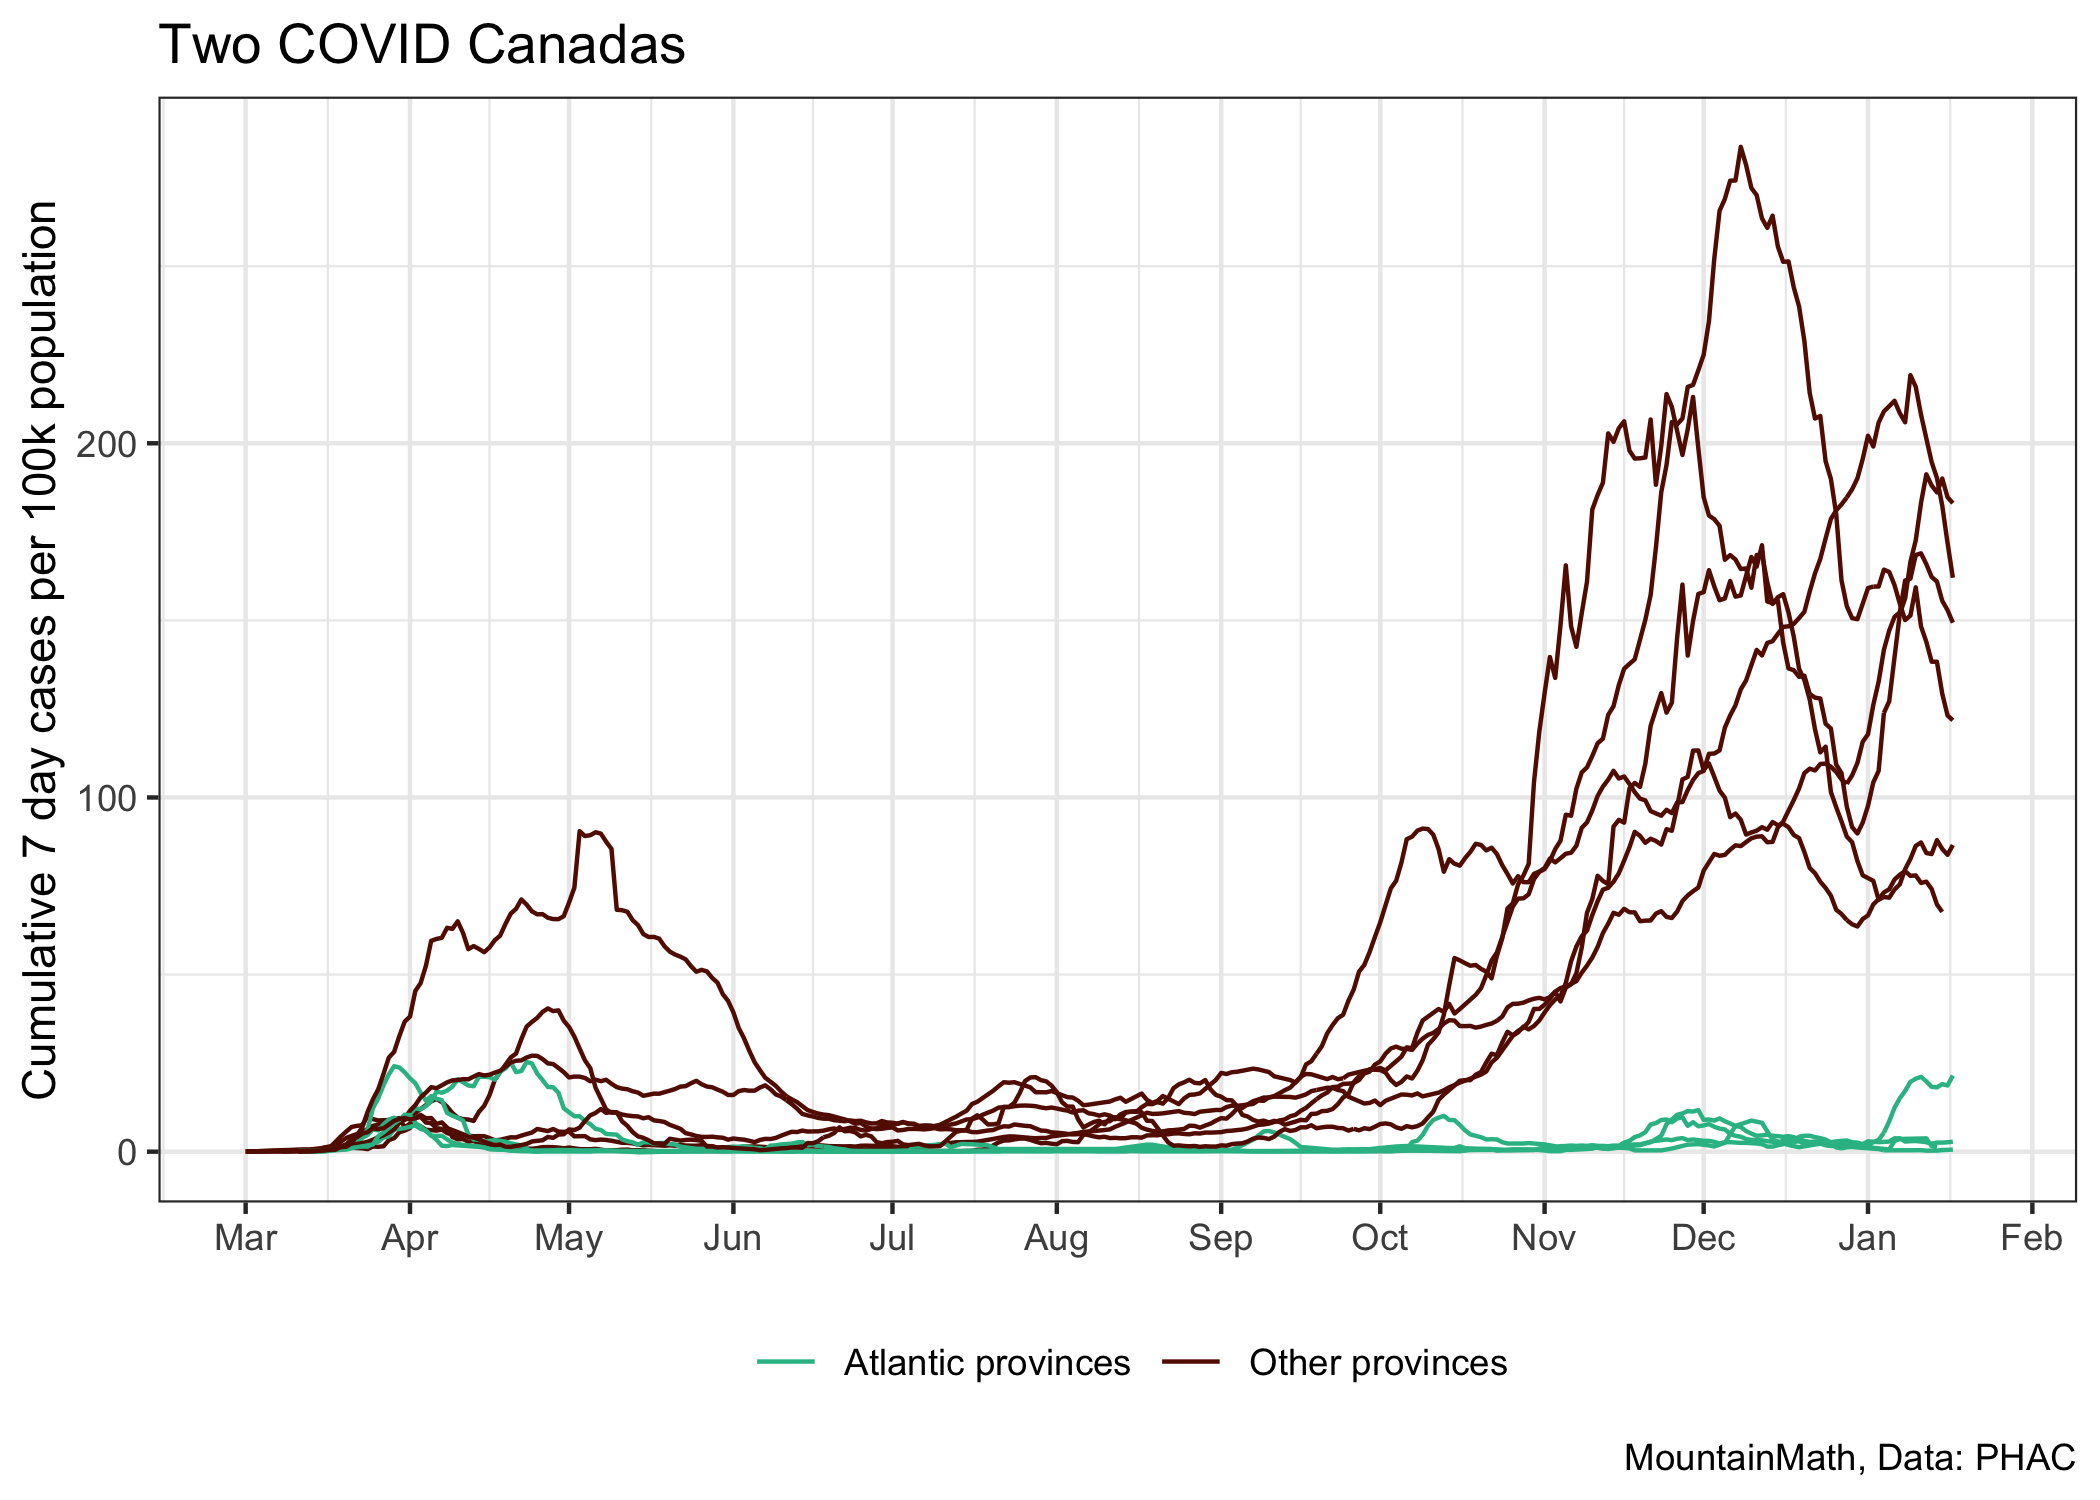 Two COVID Canadas
Cumulative 7 day cases per 100k population
200
100
0
Mar Apr May Jun Jul Aug Sep Oct Nov Dec Jan Feb
Atlantic provinces Other provinces
MountainMath, Data: PHAC